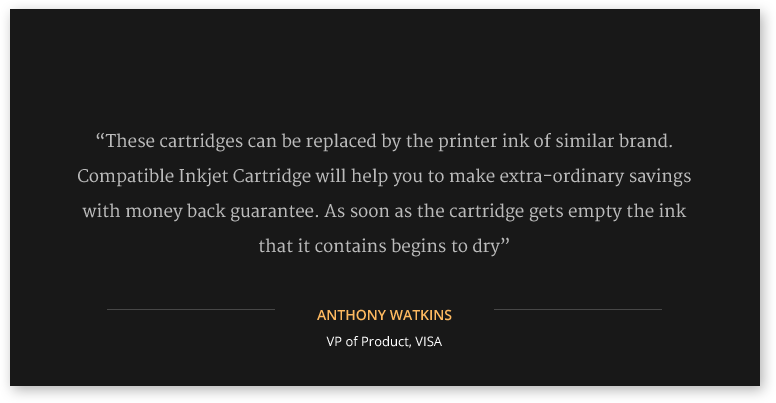 “These cartridges can be replaced by the printer ink of similar brand.
Compatible Inkjet Cartridge will help you to make extra-ordinary savings
with money back guarantee. As soon as the cartridge gets empty the ink
that it contains begins to dry”
ANTHONY WATKINS
VP of Product, VISA